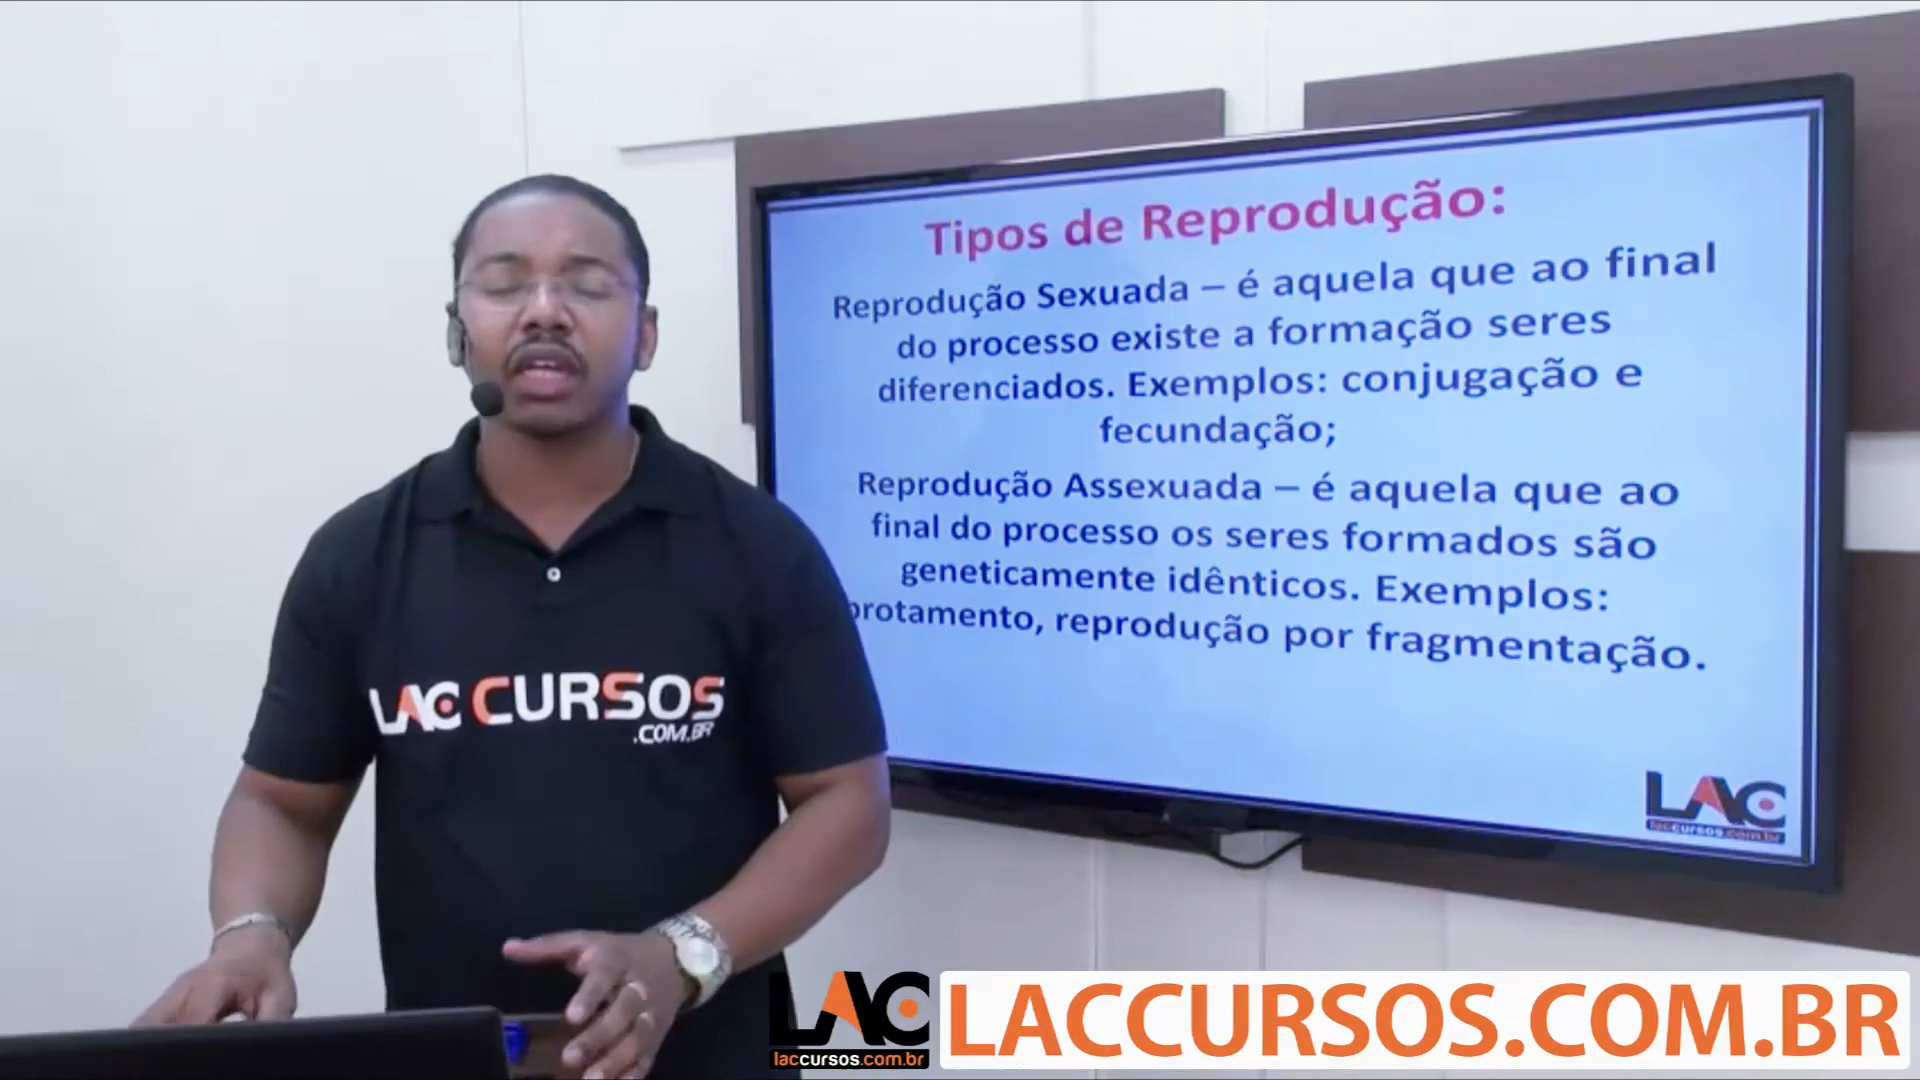 Tipos de Reprodução:
Reprodução Sexuada – é aquela que ao final
do processo existe a formação seres
diferenciados. Exemplos: conjugação e
fecundação;
Reprodução Assexuada – é aquela que ao
final do processo os seres formados são
geneticamente idênticos. Exemplos:
brotamento, reprodução por fragmentação.
LAC CURSOS
.COM.BR
LAC
laccursos.com.br
LAC
laccursos.com.br
LACCURSOS.COM.BR